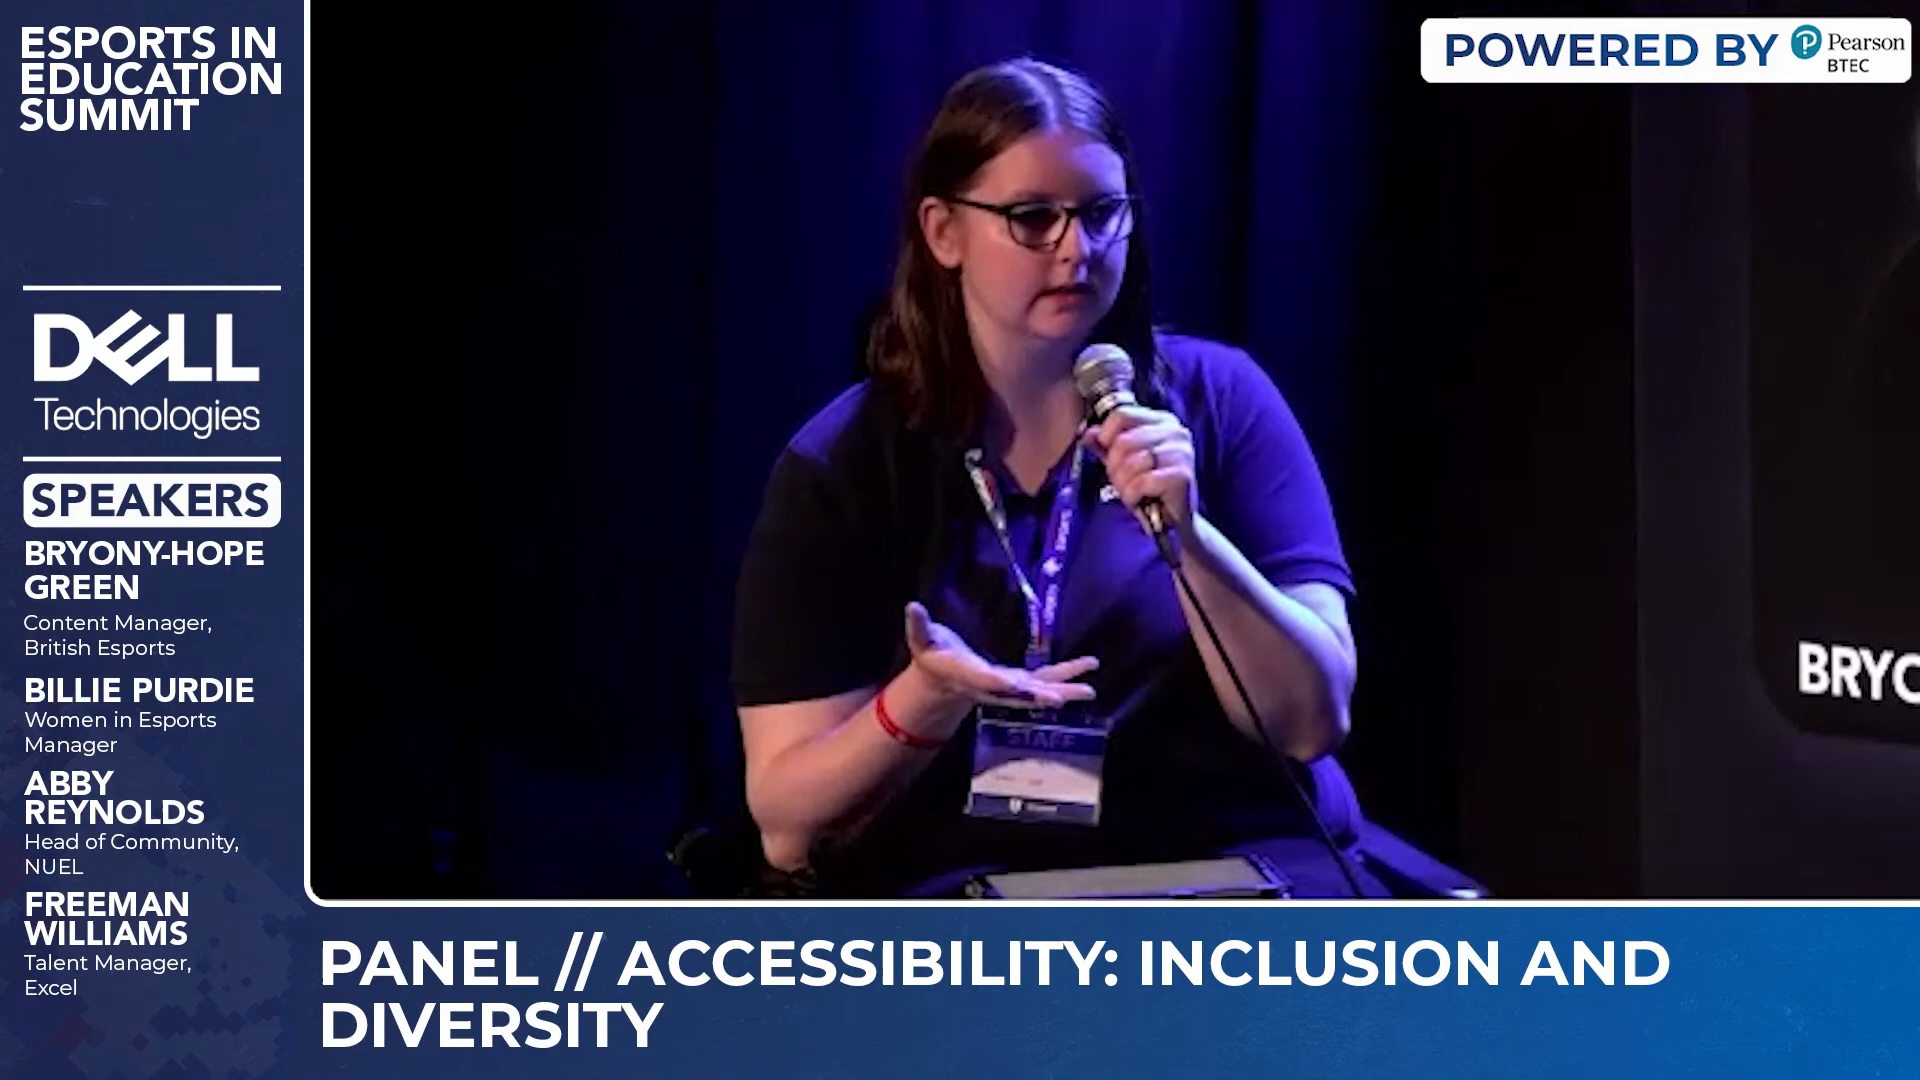 ESPORTS IN
EDUCATION
SUMMIT
DELL
Technologies
SPEAKERS
BRYONY-HOPE
GREEN
Content Manager,
British Esports
BILLIE PURDIE
Women in Esports
Manager
ABBY
REYNOLDS
Head of Community,
NUEL
FREEMAN
WILLIAMS
Talent Manager,
Excel
POWERED BY Pearson
BTEC
STAFF
BRYO
PANEL // ACCESSIBILITY: INCLUSION AND
DIVERSITY